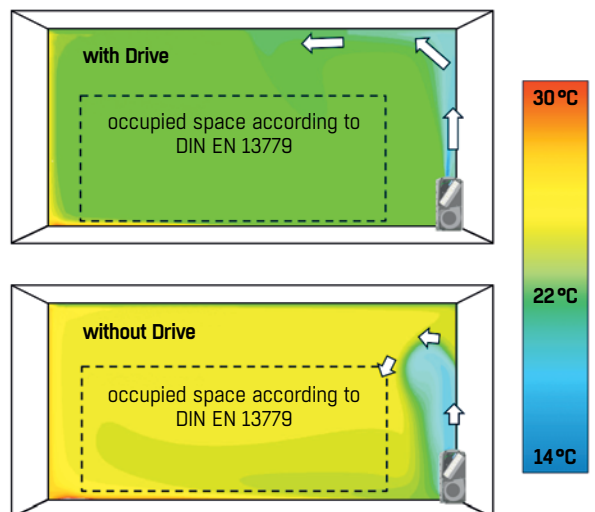 with Drive
occupied space according to
DIN EN 13779
30°C
22°C
14°C
without Drive
occupied space according to
DIN EN 13779